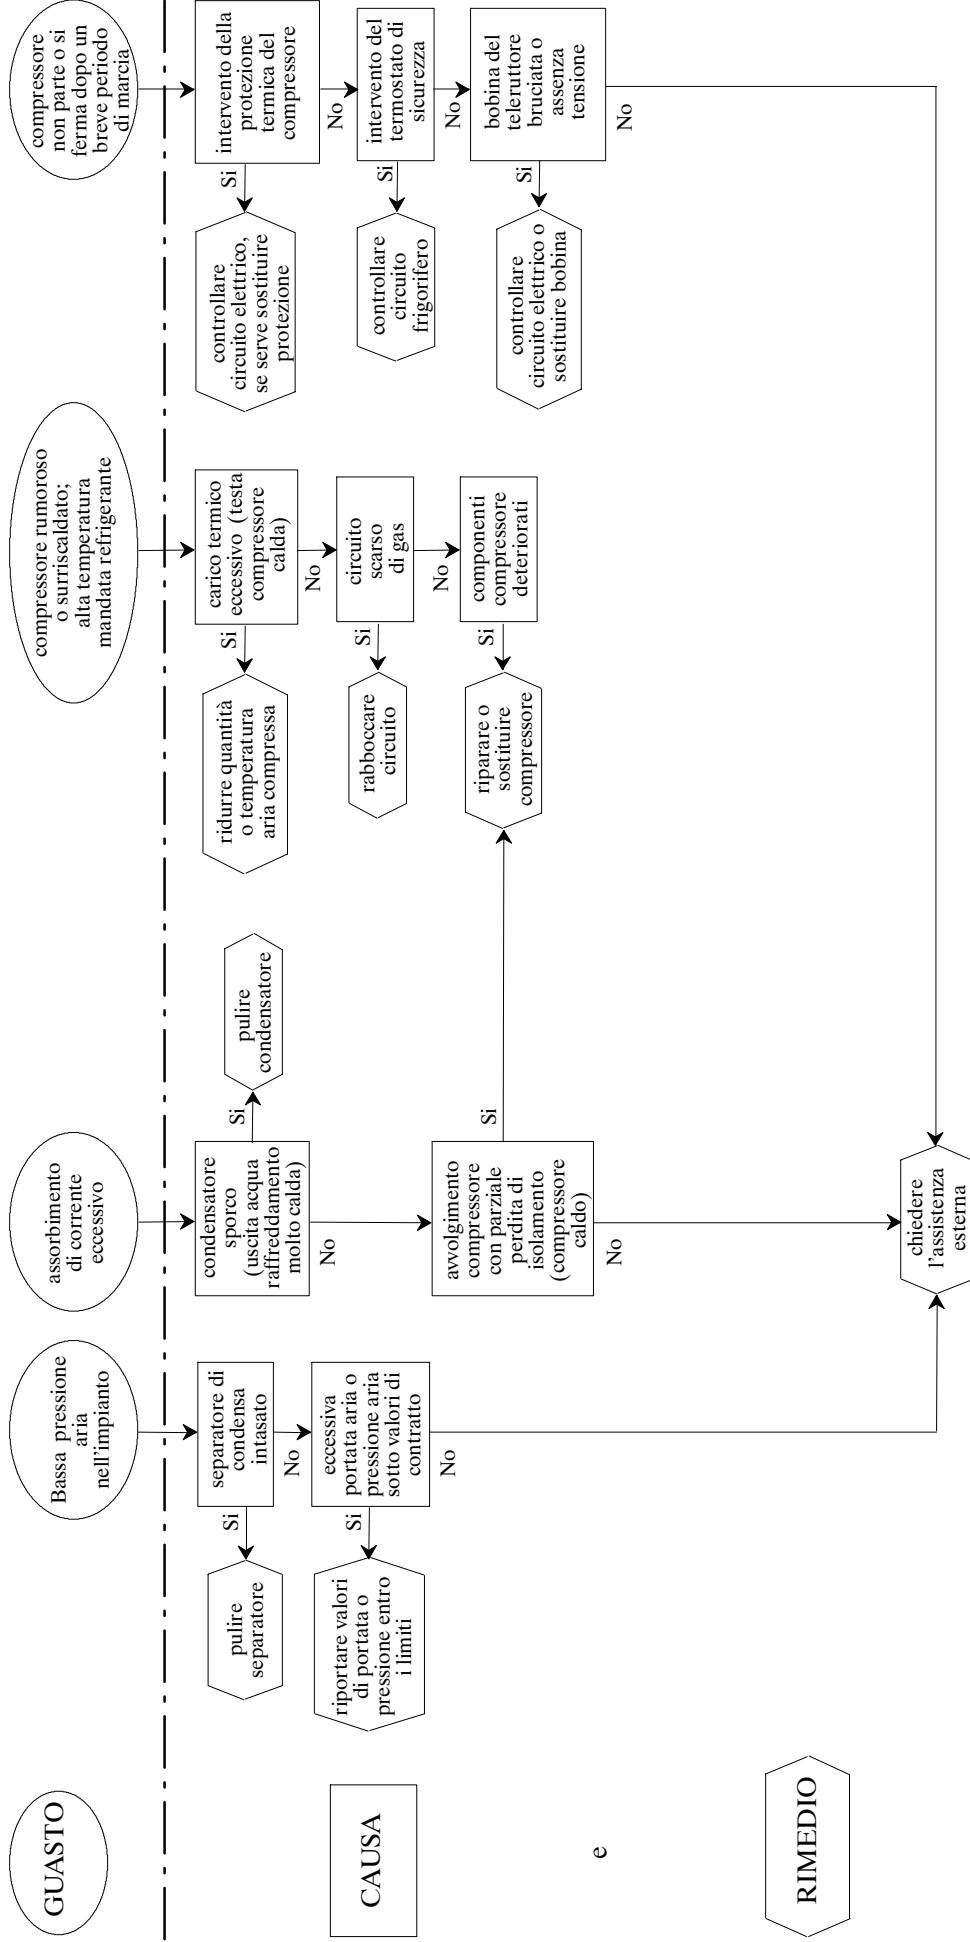 GUASTO
CAUSA
e
RIMEDIO
Bassa pressione
aria
nell'impianto
separatore di
condensa
intasato
Si
pulire
separatore
No
eccessiva
portata aria o
pressione aria
sotto valori di
contratto
Si
riportare valori
di portata o
pressione entro
i limiti
No
assorbimento
di corrente
eccessivo
condensatore
sporco
(uscita acqua
raffreddamento
molto calda)
Si
pulire
condensatore
No
avvolgimento
compressore
con parziale
perdita di
isolamento
(compressore
caldo)
Si
No
chiedere
l'assistenza
esterna
compressore rumoroso
o surriscaldato;
alta temperatura
mandata refrigerante
carico termico
eccessivo (testa
compressore
calda)
Si
ridurre quantità
o temperatura
aria compressa
No
circuito
scarso
di gas
Si
rabboccare
circuito
No
componenti
compressore
deteriorati
Si
riparare o
sostituire
compressore
compressore
non parte o si
ferma dopo un
breve periodo
di marcia
intervento della
protezione
termica del
compressore
Si
controllare
circuito elettrico,
se serve sostituire
protezione
No
intervento del
termostato di
sicurezza
Si
controllare
circuito
frigorifero
No
bobina del
teleruttore
bruciata o
assenza
tensione
Si
controllare
circuito elettrico o
sostituire bobina
No